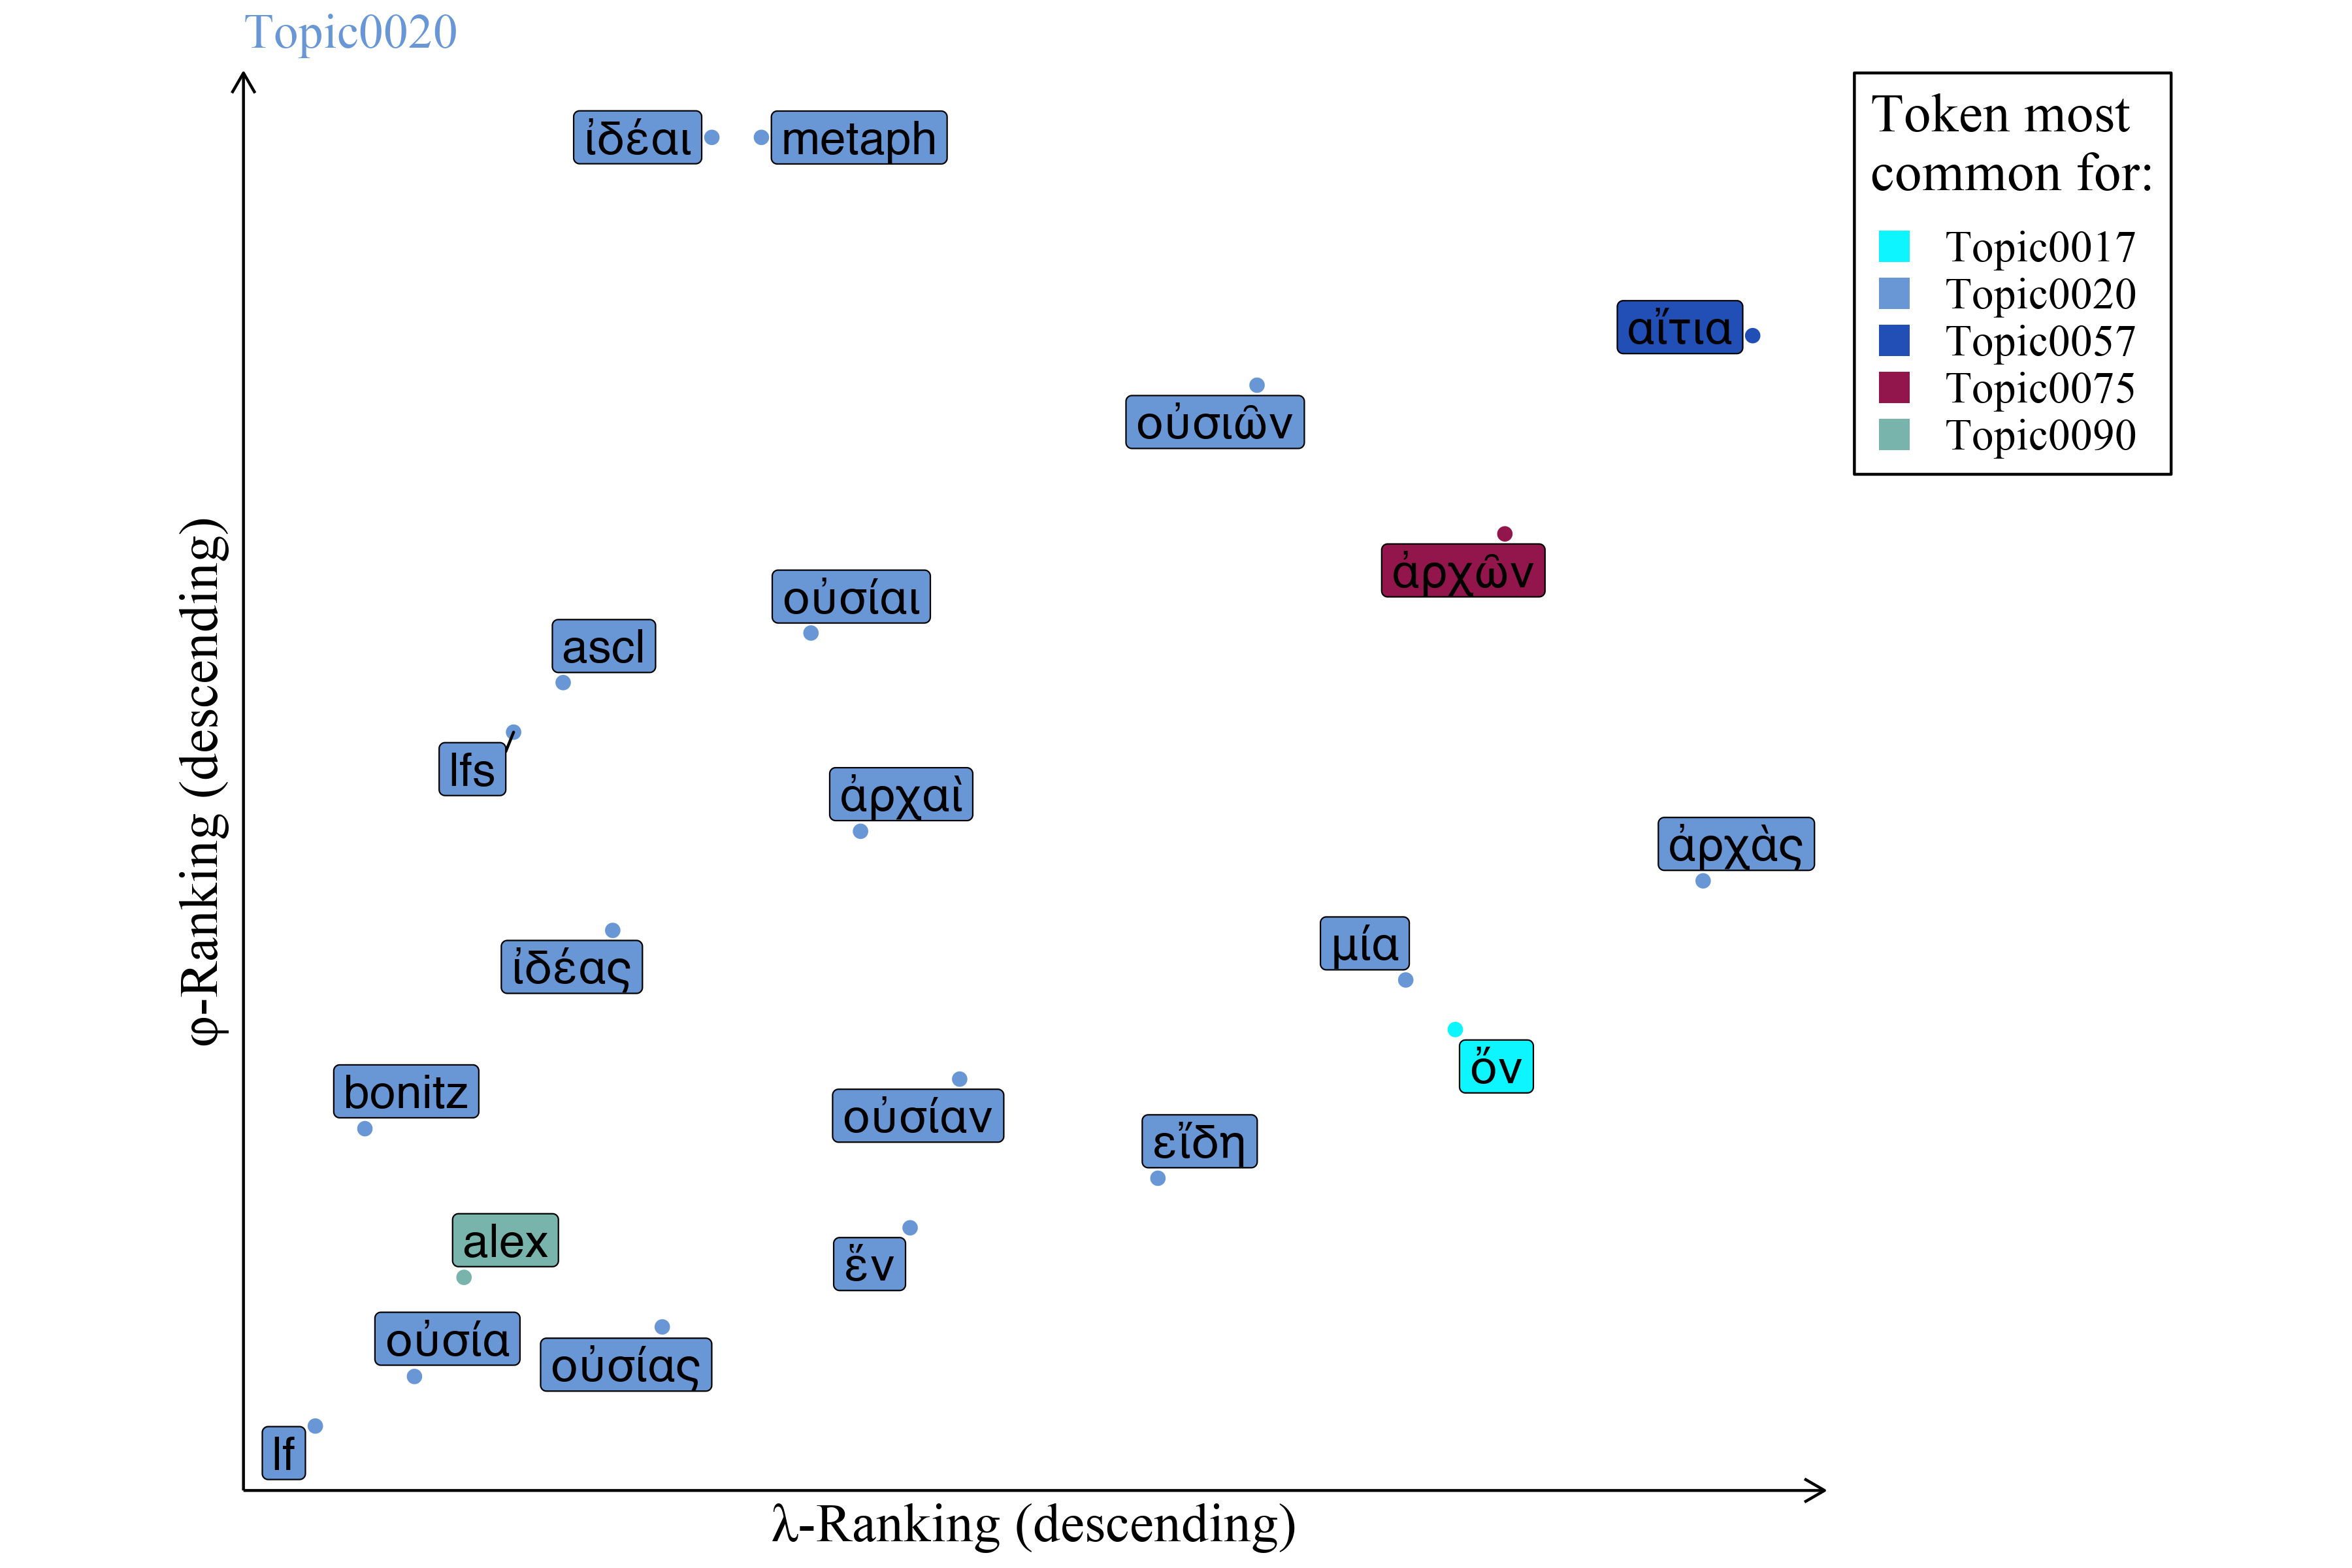 Topic0020
ἰδέαι
metaph
Token most
common for:
Topic0017
Topic0020
Topic0057
Topic0075
Topic0090
αἴτια
οὐσιῶν
ἀρχῶν
οὐσίαι
ascl
lfs
ἀρχαὶ
ἀρχὰς
μία
ἰδέας
ὄν
bonitz
οὐσίαν
εἴδη
alex
ἕν
οὐσία
οὐσίας
lf
φ-Ranking (descending)
λ-Ranking (descending)